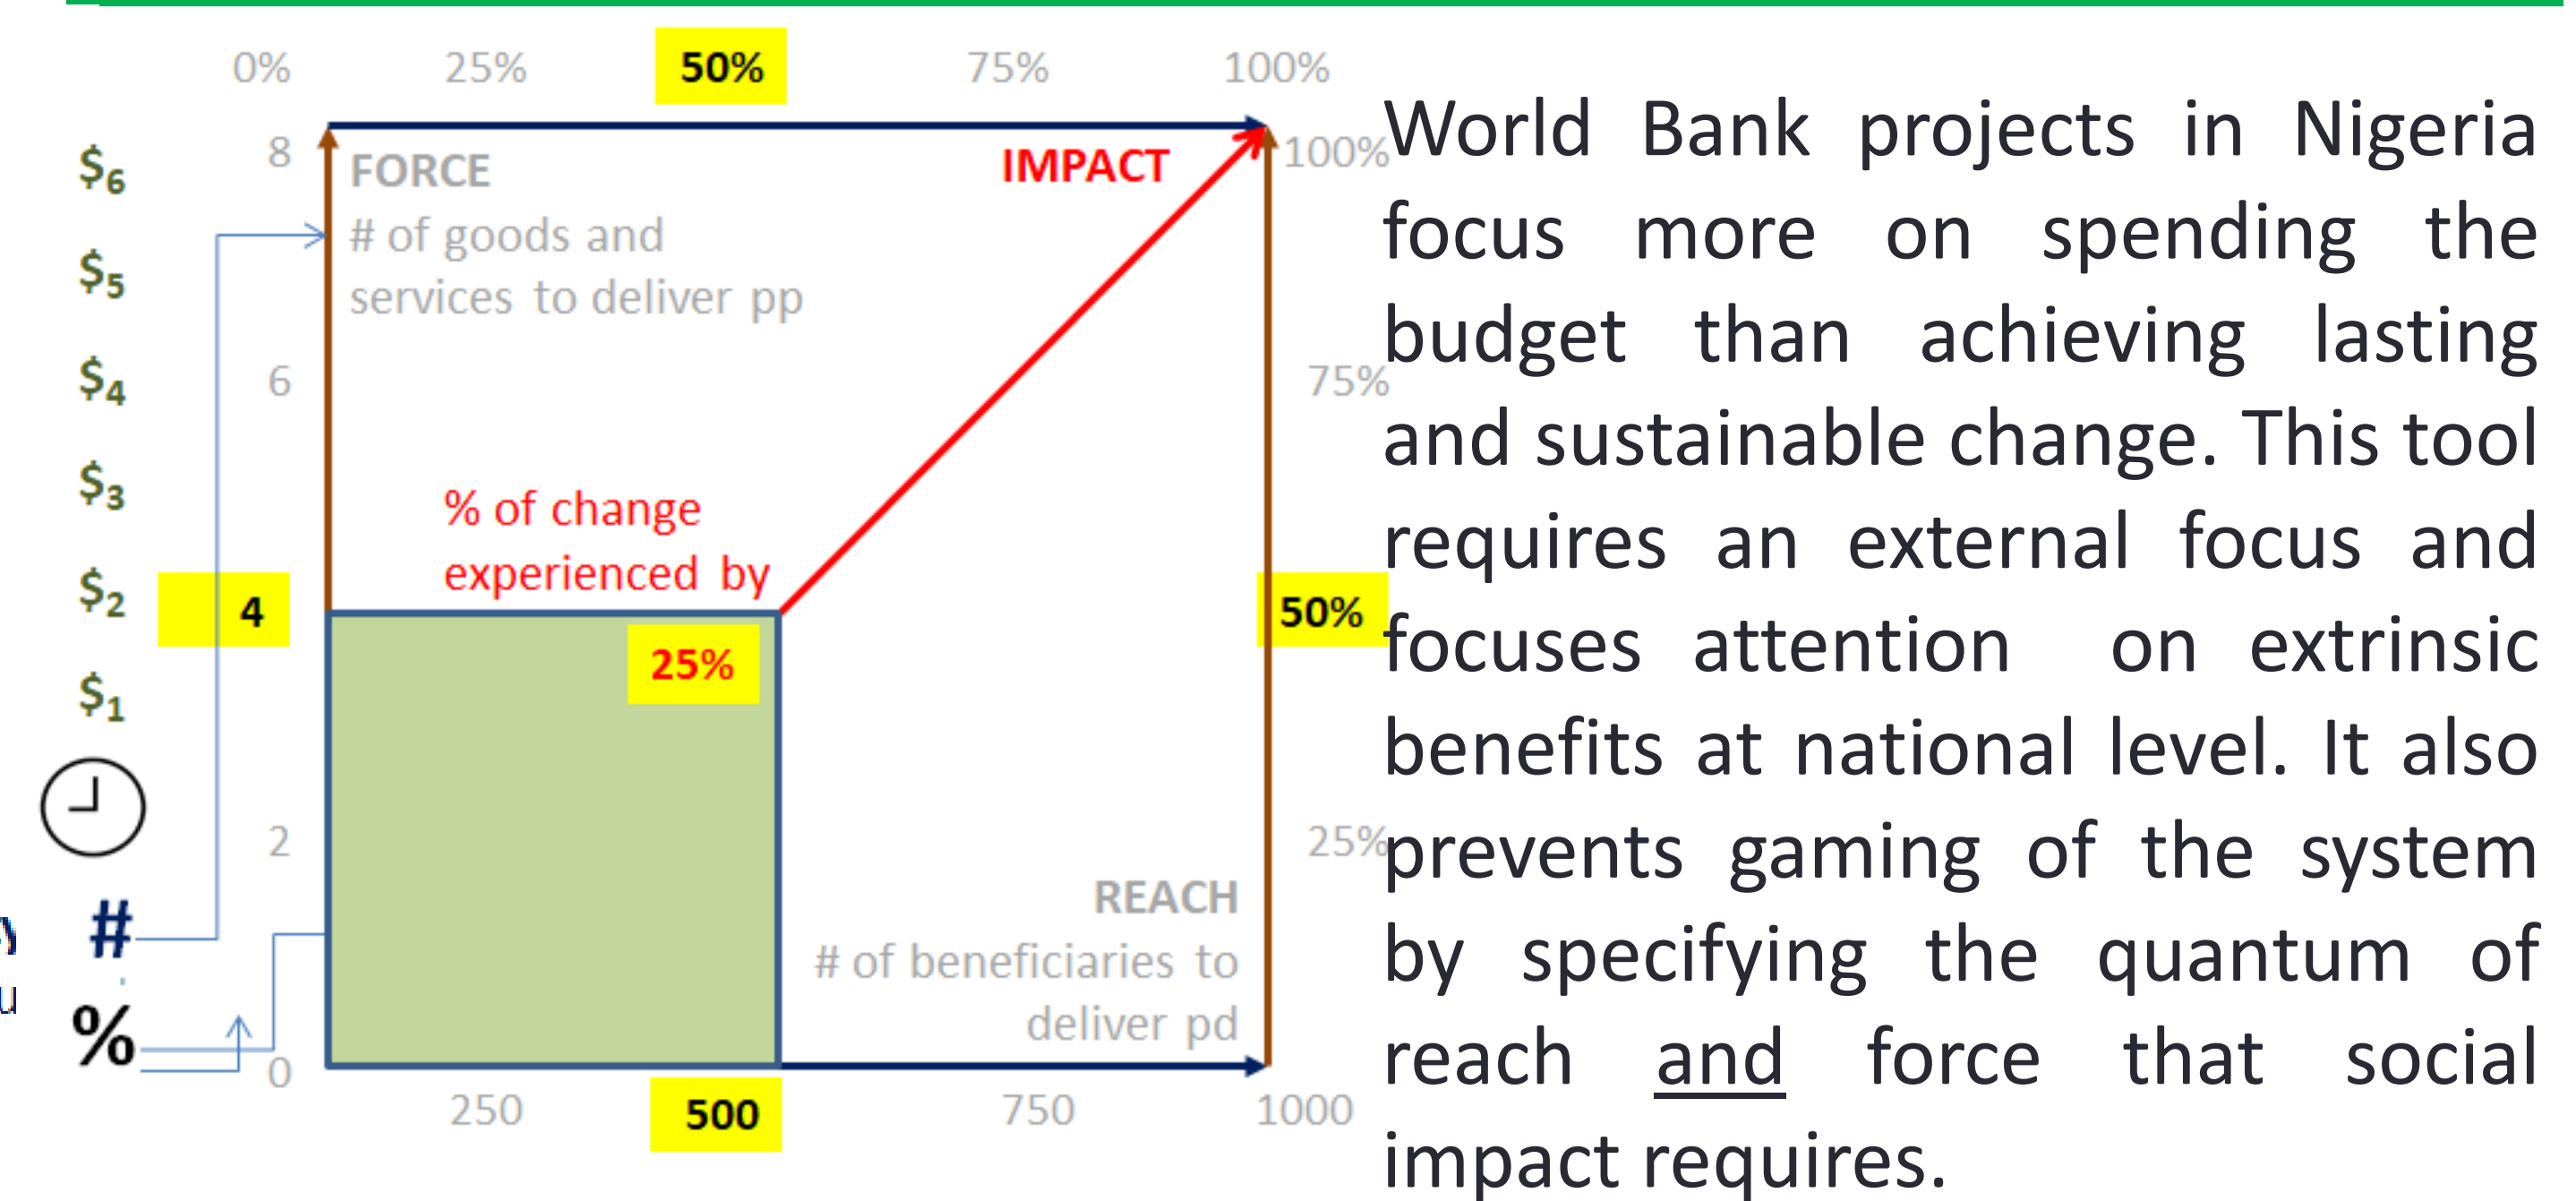 0% 25% 50% 75% 100%
8
100%
FORCE
# of goods and
services to deliver pp
IMPACT
$6
$5
$4
$3
$2
$1
6
75%
% of change
experienced by
4
50%
25%
2
25%
REACH
# of beneficiaries to
deliver pd
#
%
0
250 500 750 1000
World Bank projects in Nigeria
focus more on spending the
budget than achieving lasting
and sustainable change. This tool
requires an external focus and
focuses attention on extrinsic
benefits at national level. It also
prevents gaming of the system
by specifying the quantum of
reach and force that social
impact requires.